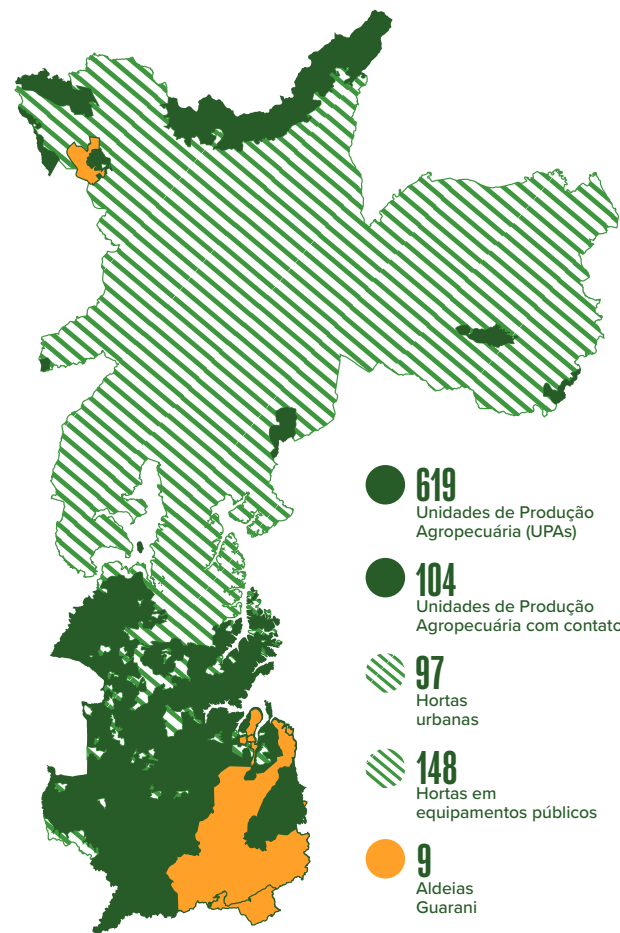 619
Unidades de Produção
Agropecuária (UPAs)
104
Unidades de Produção
Agropecuária com contato
97
Hortas
urbanas
148
Hortas em
equipamentos públicos
9
Aldeias
Guarani